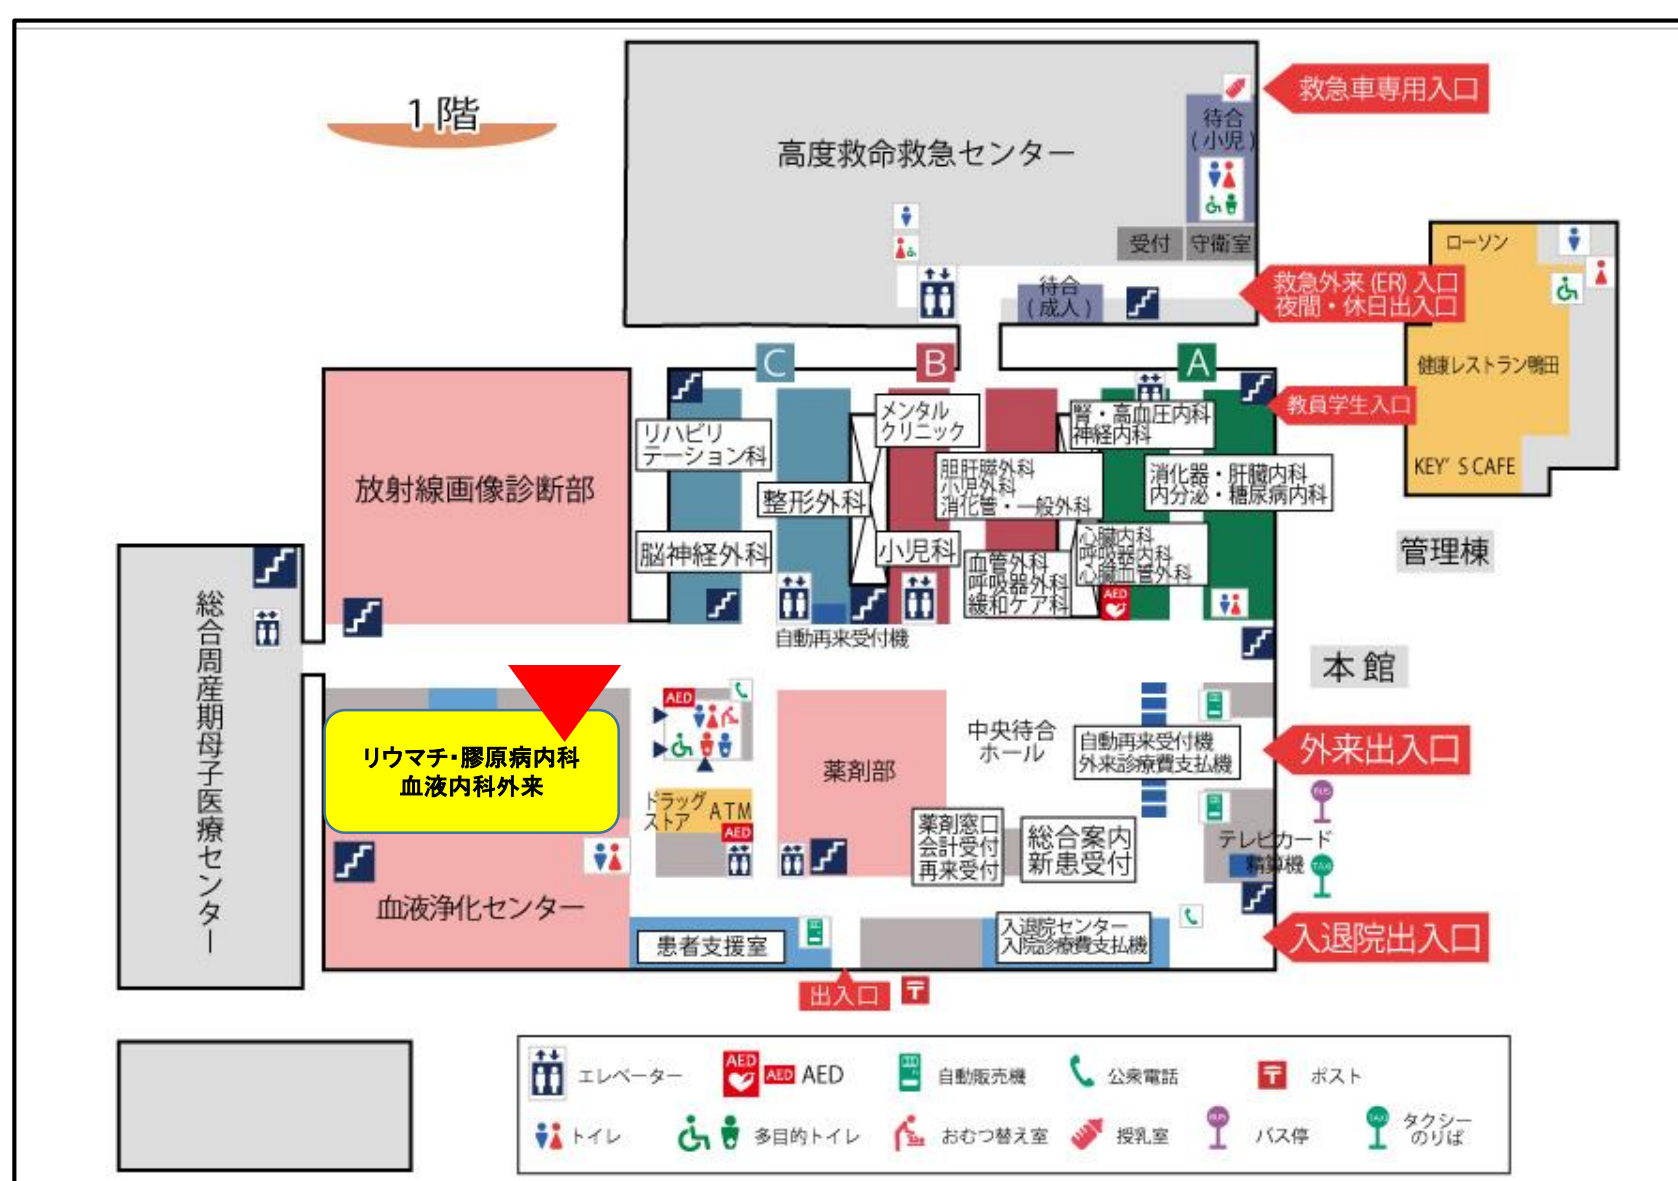 1階
救急車専用入口
待合
(小児)
高度救命救急センター
受付
守衛室
待合
(成人)
救急外来 (ER) 入口
夜間・休日出入口
ローソン
健康レストラン鴨田
KEY'S CAFE
管理棟
C
B
A
教員学生入口
放射線画像診断部
リハビリ
テーション科
脳神経外科
整形外科
メンタル
クリニック
小児科
胆肝膵外科
小児外科
消化管・一般外科
血管外科
呼吸器外科
緩和ケア科
腎・高血圧内科
神経内科
消化器・肝臓内科
内分泌・糖尿病内科
心臓内科
呼吸器内科
心臓血管外科
AED
自動再来受付機
本館
総合周産期母子医療センター
リウマチ・膠原病内科
血液内科外来
AED
ドラッグ
ストア
ATM
AED
薬剤部
中央待合
ホール
自動再来受付機
外来診療費支払機
外来出入口
BUS
薬剤窓口
会計受付
再来受付
総合案内
新患受付
テレビカード
精算機
TAXI
血液浄化センター
患者支援室
入退院センター
入院診療費支払機
入退院出入口
出入口
エレベーター
AED
AED
AED
自動販売機
公衆電話
ポスト
トイレ
多目的トイレ
おむつ替え室
授乳室
BUS
バス停
TAXI
タクシー
のりば